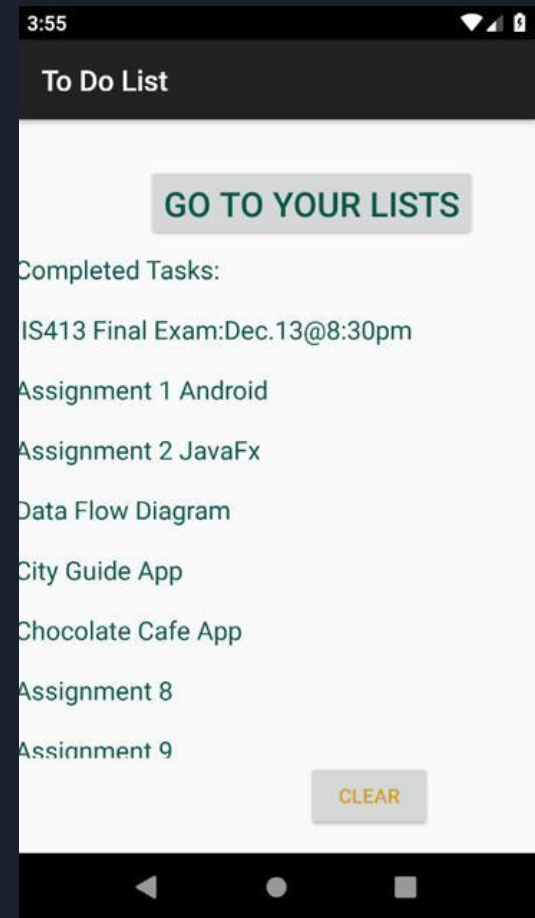 3:55
To Do List
GO TO YOUR LISTS
Completed Tasks:
IS413 Final Exam:Dec.13@8:30pm
Assignment 1 Android
Assignment 2 JavaFx
Data Flow Diagram
City Guide App
Chocolate Cafe App
Assignment 8
Assignment 9
CLEAR